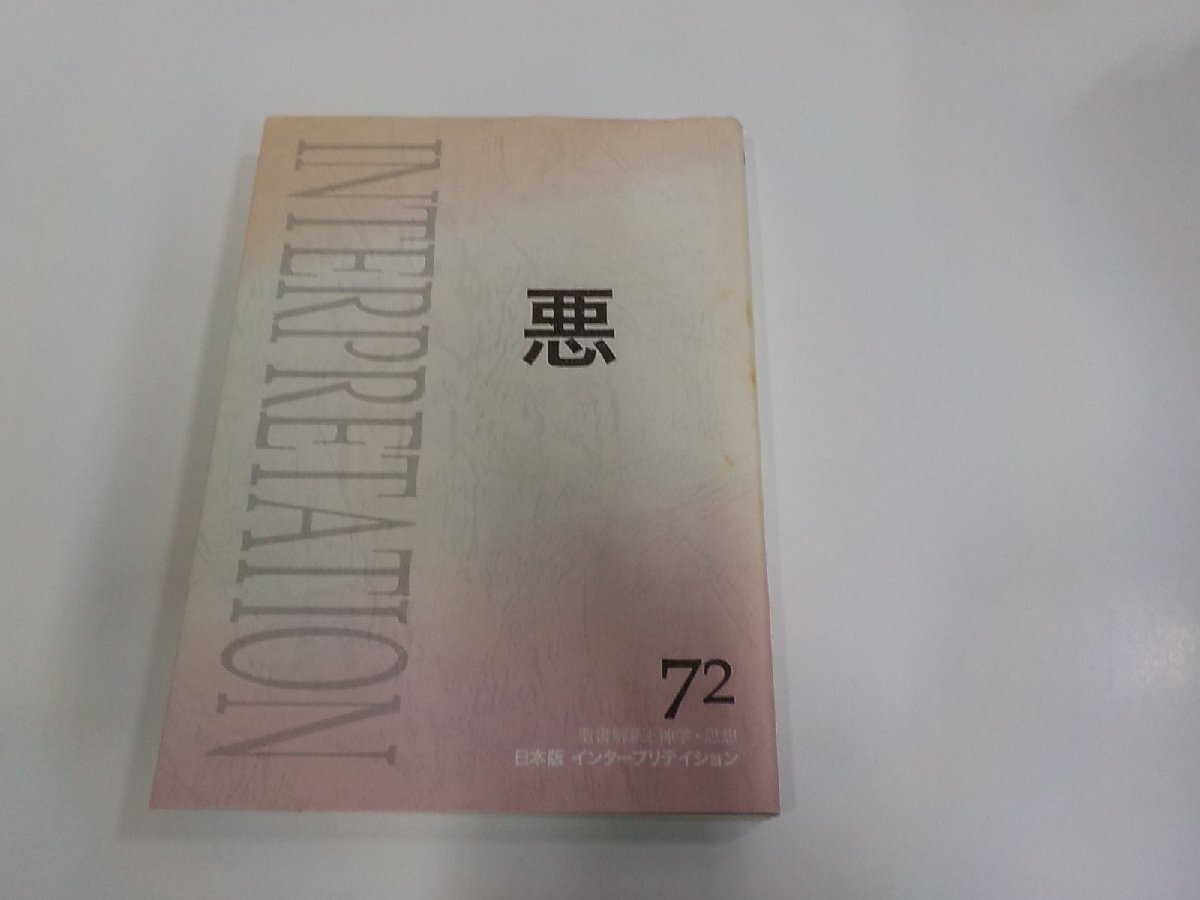 INTERPRETATION
悪
72
聖書解釈と神学・思想
日本版 インタープリテイション